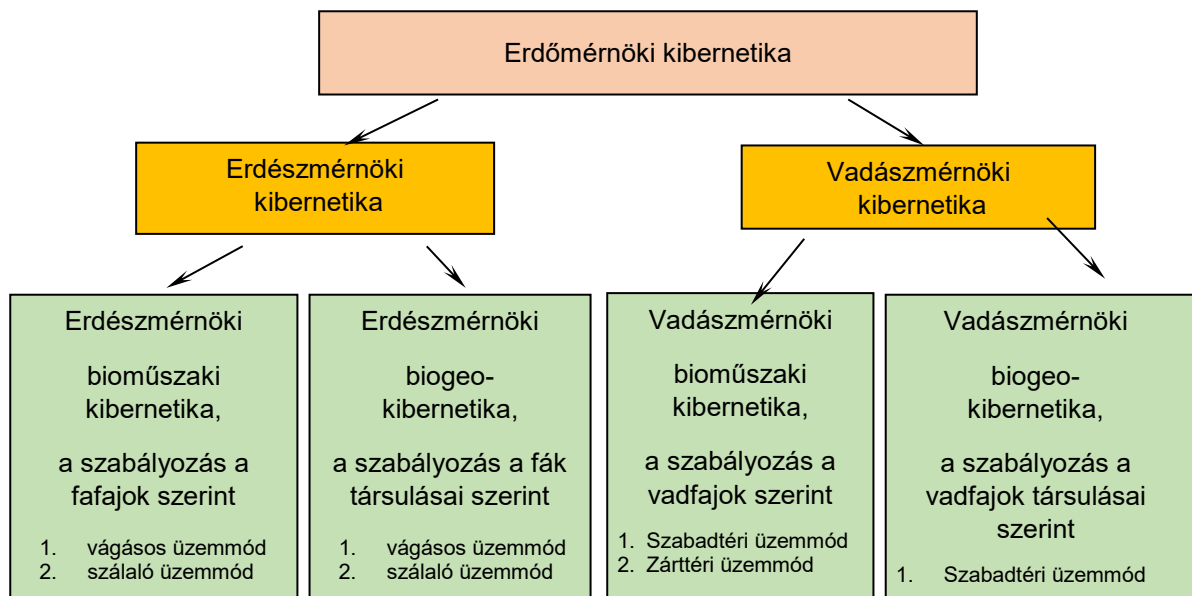 Erdőmérnöki kibernetika
Erdészmérnöki
kibernetika
Vadászmérnöki
kibernetika
Erdészmérnöki
bioműszaki
kibernetika,
a szabályozás a
fafajok szerint
1. vágásos üzemmód
2. szálaló üzemmód
Erdészmérnöki
biogeo-
kibernetika,
a szabályozás a fák
társulásai szerint
1. vágásos üzemmód
2. szálaló üzemmód
Vadászmérnöki
bioműszaki
kibernetika,
a szabályozás a
vadfajok szerint
1. Szabadtéri üzemmód
2. Zárttéri üzemmód
Vadászmérnöki
biogeo-
kibernetika,
a szabályozás a
vadfajok társulásai
szerint
1. Szabadtéri üzemmód